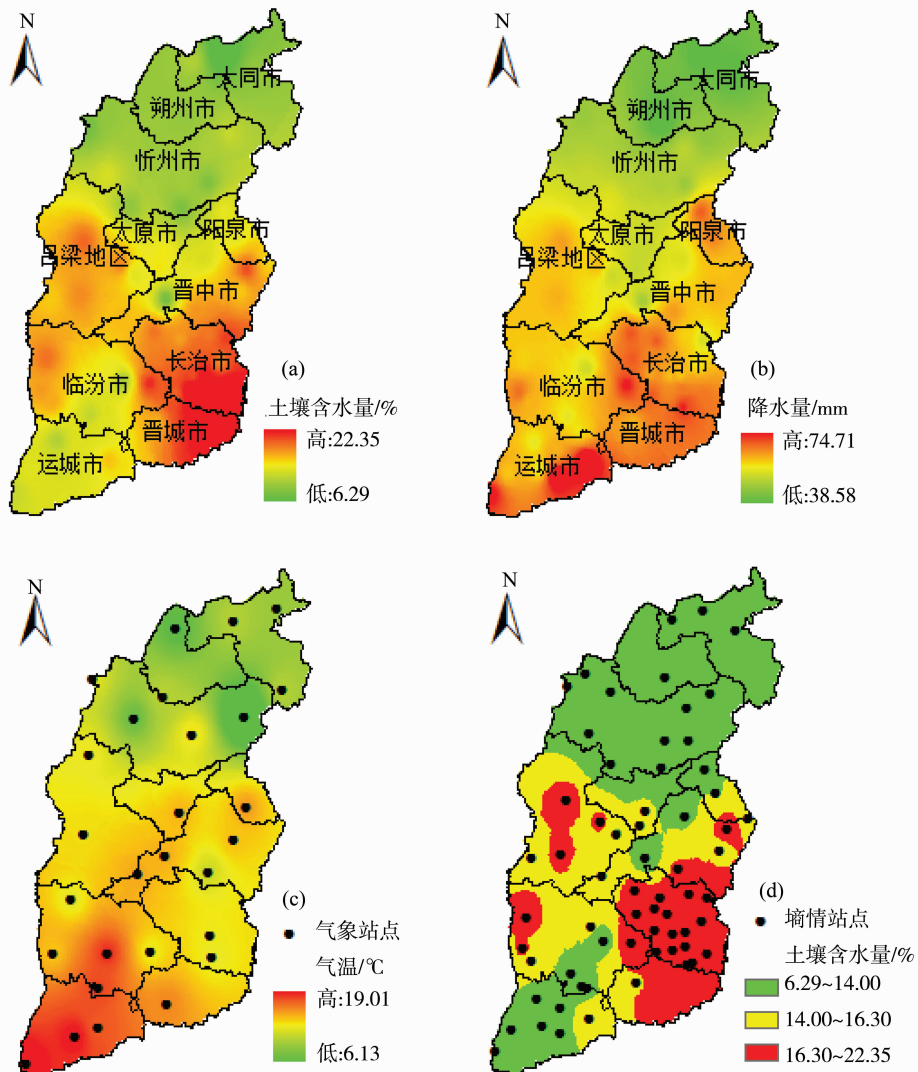 N
大同市
朔州市
忻州市
太原市
阳泉市
吕梁地区
晋中市
长治市
临汾市
晋城市
运城市
(a)
土壤含水量/%
高:22.35
低:6.29
N
大同市
朔州市
忻州市
太原市
阳泉市
吕梁地区
晋中市
长治市
临汾市
晋城市
运城市
(b)
降水量/mm
高:74.71
低:38.58
N
(c)
气象站点
气温/℃
高:19.01
低:6.13
N
(d)
墒情站点
土壤含水量/%
6.29~14.00
14.00~16.30
16.30~22.35